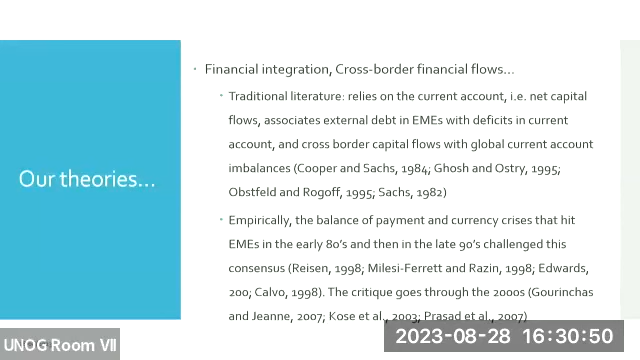 Our theories...
• Financial integration, Cross-border financial flows...
• Traditional literature: relies on the current account, i.e. net capital
flows, associates external debt in EMEs with deficits in current
account, and cross border capital flows with global current account
imbalances (Cooper and Sachs, 1984; Ghosh and Ostry, 1995;
Obstfeld and Rogoff, 1995; Sachs, 1982)
• Empirically, the balance of payment and currency crises that hit
EMEs in the early 80's and then in the late 90's challenged this
consensus (Reisen, 1998; Milesi-Ferrett and Razin, 1998; Edwards,
200; Calvo, 1998). The critique goes through the 2000s (Gourinchas
and Jeanne, 2007; Kose et al., 2003; Prasad et al., 2007)
UNOG Room VII
2023-08-28 16:30:50